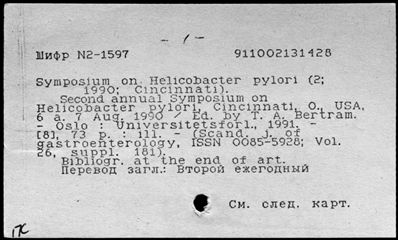 - 1 -
Шифр N2-1597 911002131428
Symposium on Helicobacter pylori (2;
1990; Cincinnati).
Second annual Symposium on
Helicobacter pylori, Cincinnati, O., USA,
6 a. 7 Aug. 1990 / Ed. by T. A. Bertram.
- Oslo : Universitetsforl., 1991. -
[8], 73 p. : ill. - (Scand. j. of
gastroenterology, ISSN 0085-5928; Vol.
26, suppl. 181).
Bibliogr. at the end of art.
Перевод загл.: Второй ежегодный
См. след. карт.